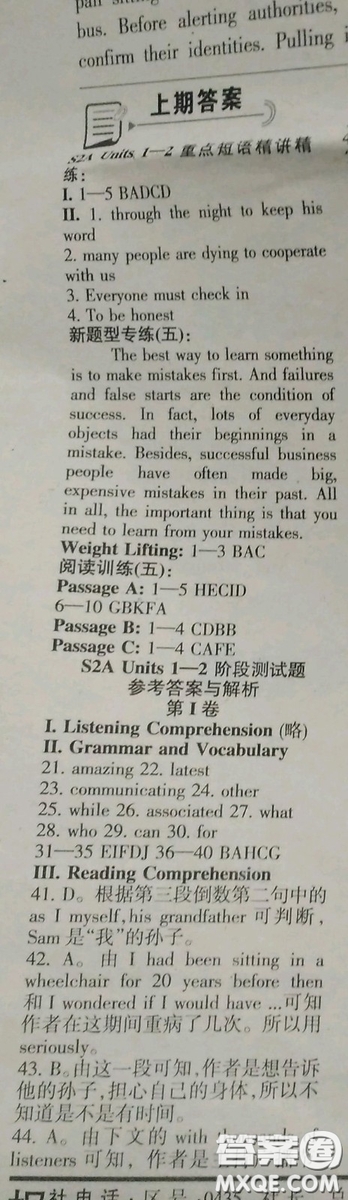 bus. Before alerting authorities,
confirm their identities. Pulling i
上期答案
S2A Units 1—2 重点短语精讲精
练:
I. 1—5 BADCD
II. 1. through the night to keep his
word
2. many people are dying to cooperate
with us
3. Everyone must check in
4. To be honest
新题型专练(五):
The best way to learn something
is to make mistakes first. And failures
and false starts are the condition of
success. In fact, lots of everyday
objects had their beginnings in a
mistake. Besides, successful business
people have often made big,
expensive mistakes in their past. All
in all, the important thing is that you
need to learn from your mistakes.
Weight Lifting: 1—3 BAC
阅读训练(五):
Passage A: 1—5 HECID
6—10 GBKFA
Passage B: 1—4 CDBB
Passage C: 1—4 CAFE
S2A Units 1—2 阶段测试题
参考答案与解析
第 I 卷
I. Listening Comprehension (略)
II. Grammar and Vocabulary
21. amazing 22. latest
23. communicating 24. other
25. while 26. associated 27. what
28. who 29. can 30. for
31—35 EIFDJ 36—40 BAHCG
III. Reading Comprehension
41. D。根据第三段倒数第二句中的
as I myself, his grandfather 可判断,
Sam 是“我”的孙子。
42. A。由 I had been sitting in a
wheelchair for 20 years before then
和 I wondered if I would have ...可知
作者在这期间重病了几次。所以用
seriously。
43. B。由这一段可知,作者是想告诉
他的孙子,担心自己的身体,所以不
知道是不是有时间。
44. A。由下文的 with
listeners 可知, 作者是
社电话:区号
答案圈
MXQE.COM